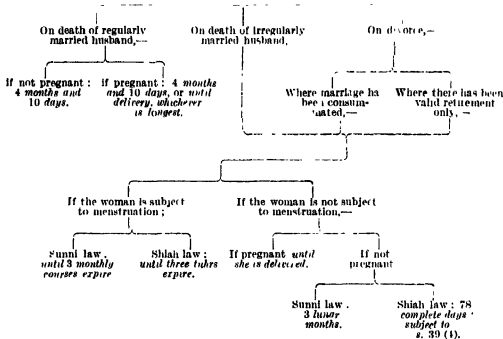 On death of regularly
married husband,—
If not pregnant :
4 months and
10 days.
If pregnant : 4 months
and 10 days, or until
delivery, whichever
is longest.
On death of irregularly
married husband,
On divorce,—
Where marriage ha
been consum-
mated,—
Where there has been
valid retirement
only, —
If the woman is subject
to menstruation ;
If the woman is not subject
to menstruation,—
Sunni law .
until 3 monthly
courses expire
Shiah law :
until three tuhrs
expire.
If pregnant until
she is delivered.
If not
pregnant
Sunni law .
3 lunar
months.
Shiah law : 78
complete days
subject to
s. 39 (4).